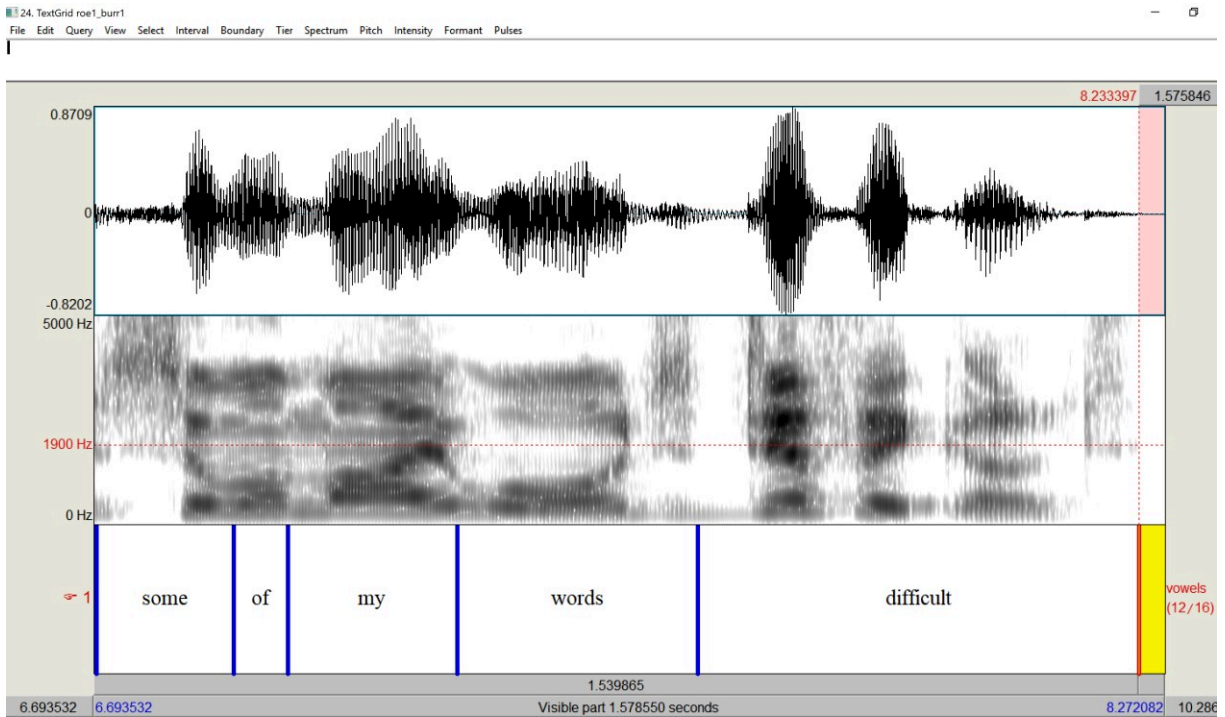 24. TextGrid roe1_burr1
File Edit Query View Select Interval Boundary Tier Spectrum Pitch Intensity Formant Pulses
8.233397 1.575846
0.8709
0
-0.8202
5000 Hz
1900 Hz
0 Hz
☞ 1 some of my words difficult vowels
(12/16)
1.539865
6.693532 6.693532 Visible part 1.578550 seconds 8.272082 10.286